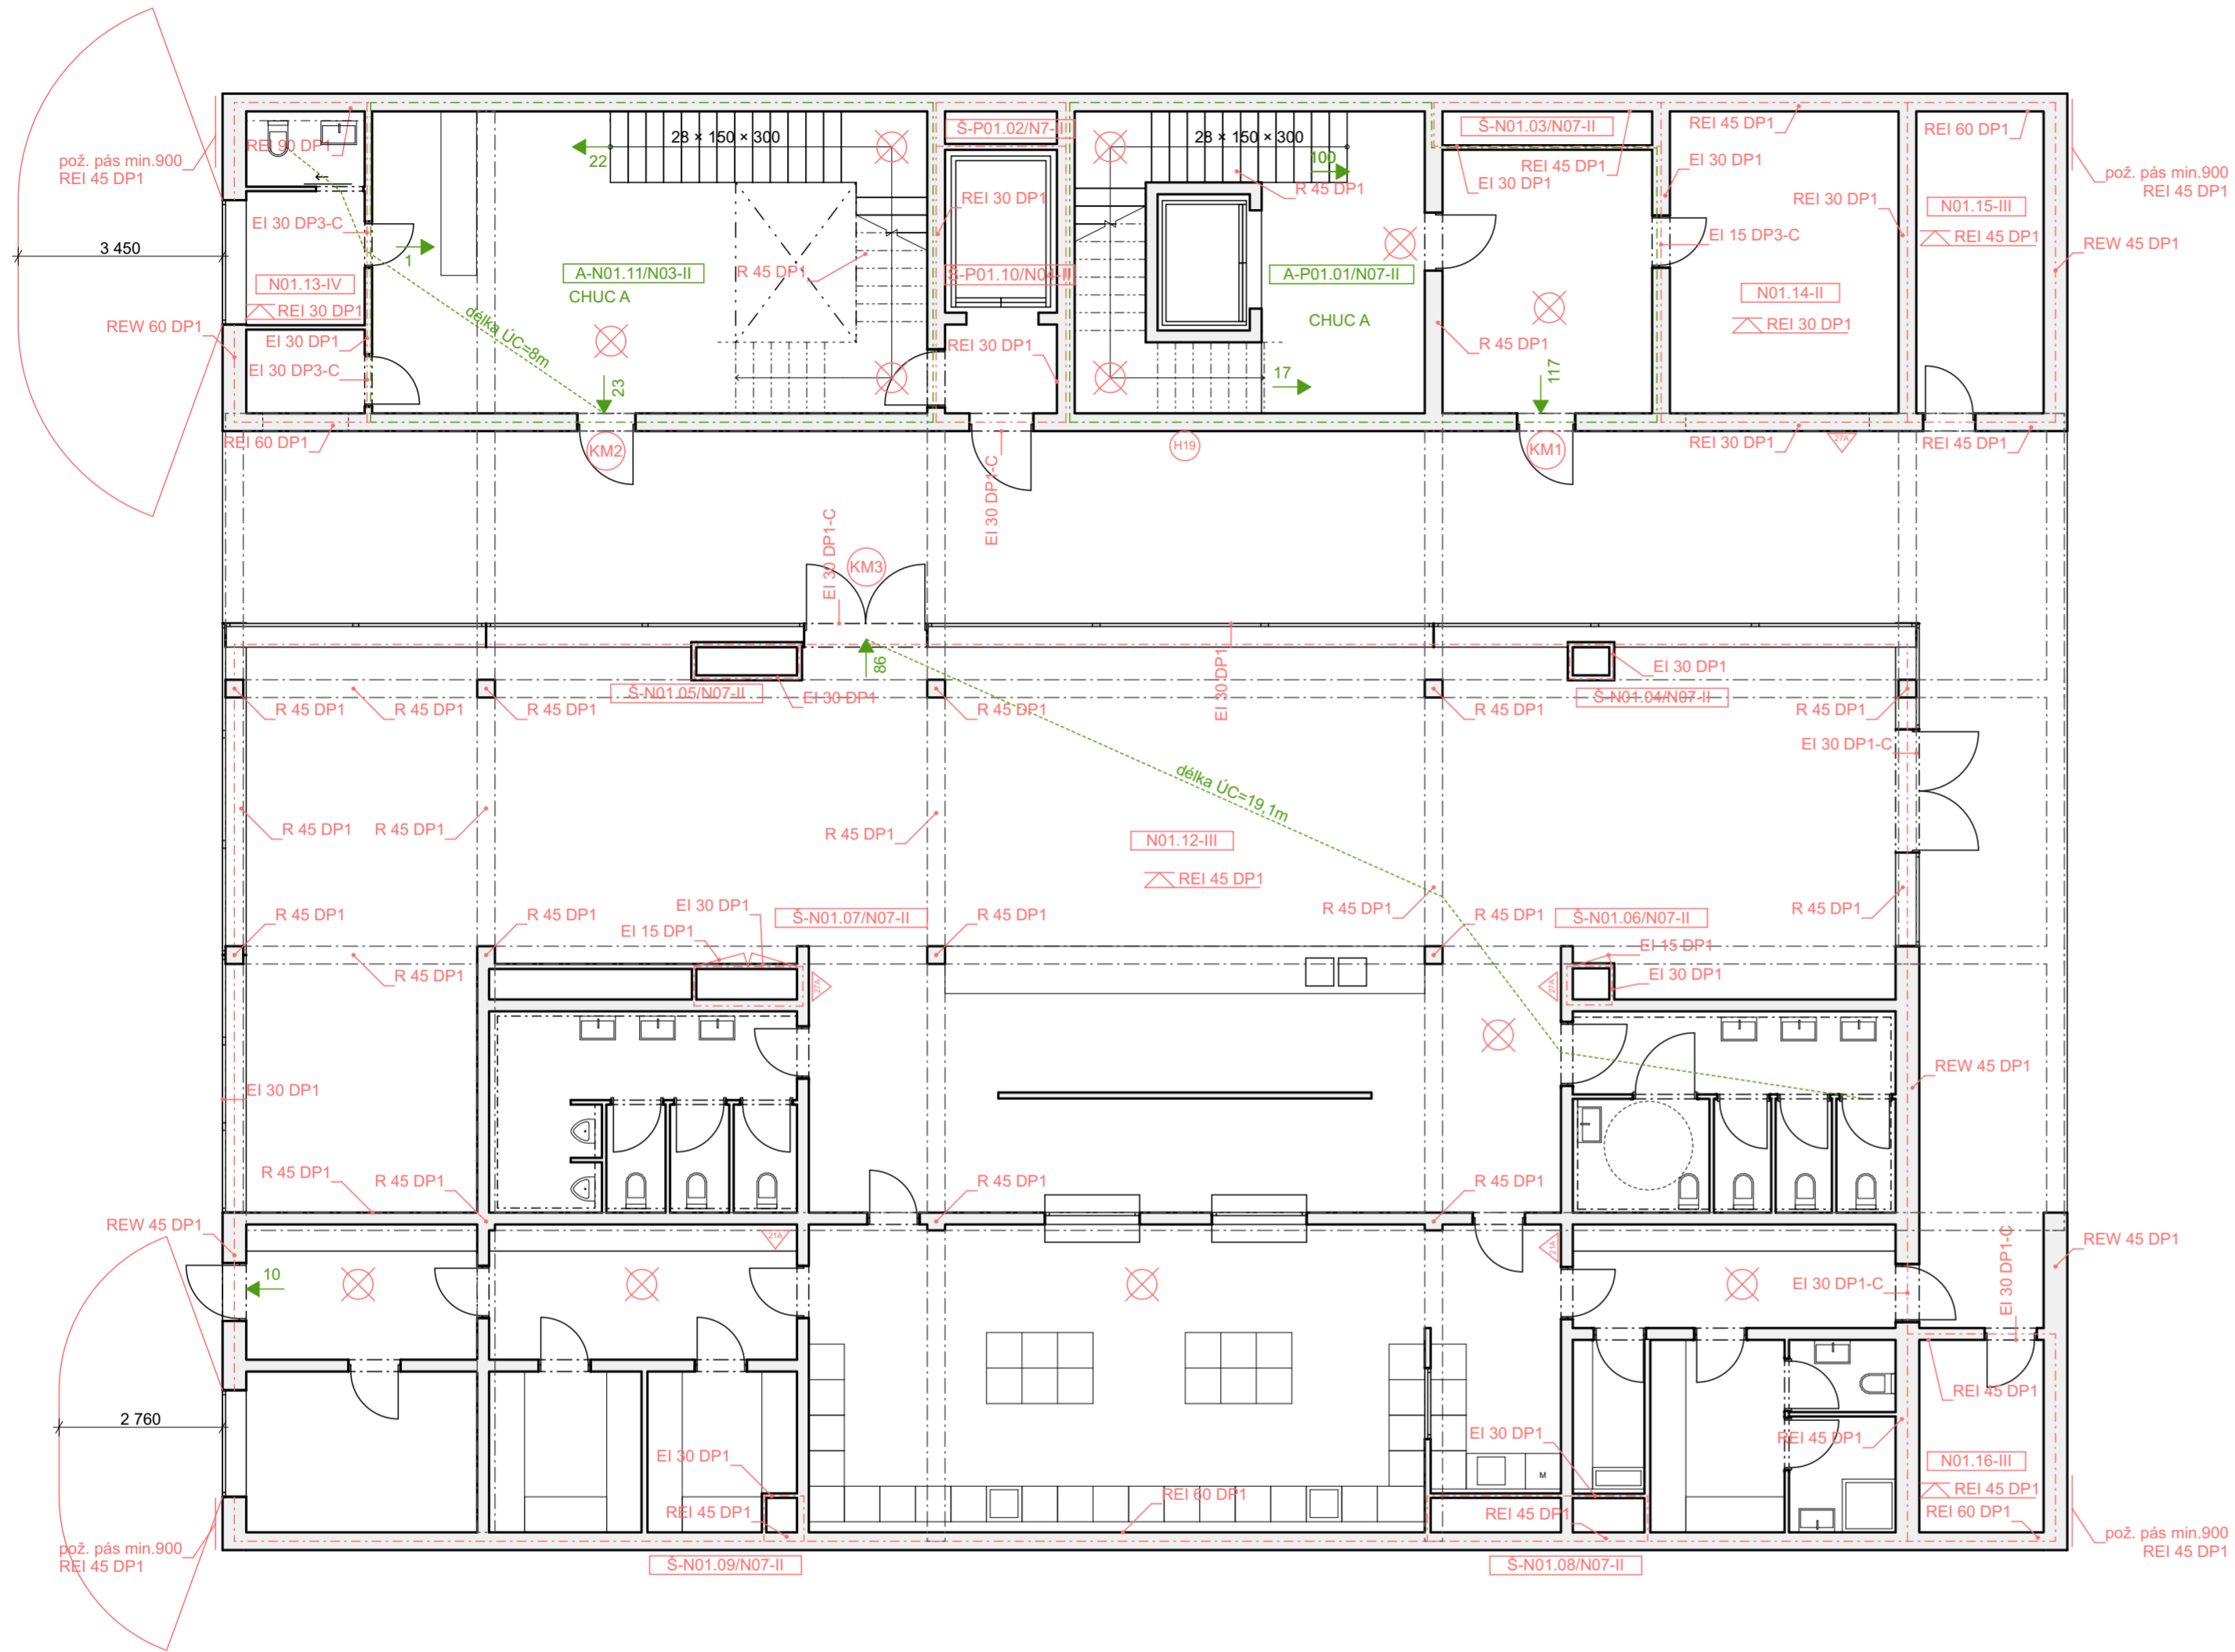 28 × 150 × 300
Š-P01.02/N7-II
28 × 150 × 300
Š-N01.03/N07-II
REI 45 DP1
REI 60 DP1
pož. pás min.900
REI 45 DP1
REI 90 DP1
22
100
R 45 DP1
REI 45 DP1
EI 30 DP1
EI 30 DP1
pož. pás min.900
REI 45 DP1
REI 30 DP1
REI 30 DP1
N01.15-III
REI 45 DP1
EI 30 DP3-C
1
3 450
EI 15 DP3-C
REW 45 DP1
N01.13-IV
REI 30 DP1
A-N01.11/N03-II
CHUC A
R 45 DP1
A-P01.01/N07-II
CHUC A
N01.14-II
REI 30 DP1
REW 60 DP1
EI 30 DP1
EI 30 DP3-C
délka ÚC=8m
23
REI 30 DP1
17
R 45 DP1
117
REI 60 DP1
KM2
EI 30 DP1-C
H19
KM1
REI 30 DP1
27A
REI 45 DP1
EI 30 DP1-C
KM3
86
EI 30 DP1
Š-N01.05/N07-II
EI 30 DP1
EI 30 DP1
Š-N01.04/N07-II
R 45 DP1
R 45 DP1
R 45 DP1
R 45 DP1
R 45 DP1
R 45 DP1
EI 30 DP1-C
délka ÚC=19,1m
R 45 DP1
R 45 DP1
R 45 DP1
N01.12-III
REI 45 DP1
R 45 DP1
R 45 DP1
EI 30 DP1
EI 15 DP1
Š-N01.07/N07-II
R 45 DP1
R 45 DP1
R 45 DP1
Š-N01.06/N07-II
R 45 DP1
EI 15 DP1
EI 30 DP1
R 45 DP1
27A
27A
EI 30 DP1
REW 45 DP1
R 45 DP1
R 45 DP1
R 45 DP1
R 45 DP1
REW 45 DP1
21A
21A
REW 45 DP1
10
EI 30 DP1-C
EI 30 DP1-C
2 760
REI 45 DP1
REI 45 DP1
EI 30 DP1
EI 30 DP1
N01.16-III
REI 45 DP1
REI 60 DP1
M
REI 45 DP1
REI 60 DP1
REI 45 DP1
pož. pás min.900
REI 45 DP1
pož. pás min.900
REI 45 DP1
Š-N01.09/N07-II
Š-N01.08/N07-II